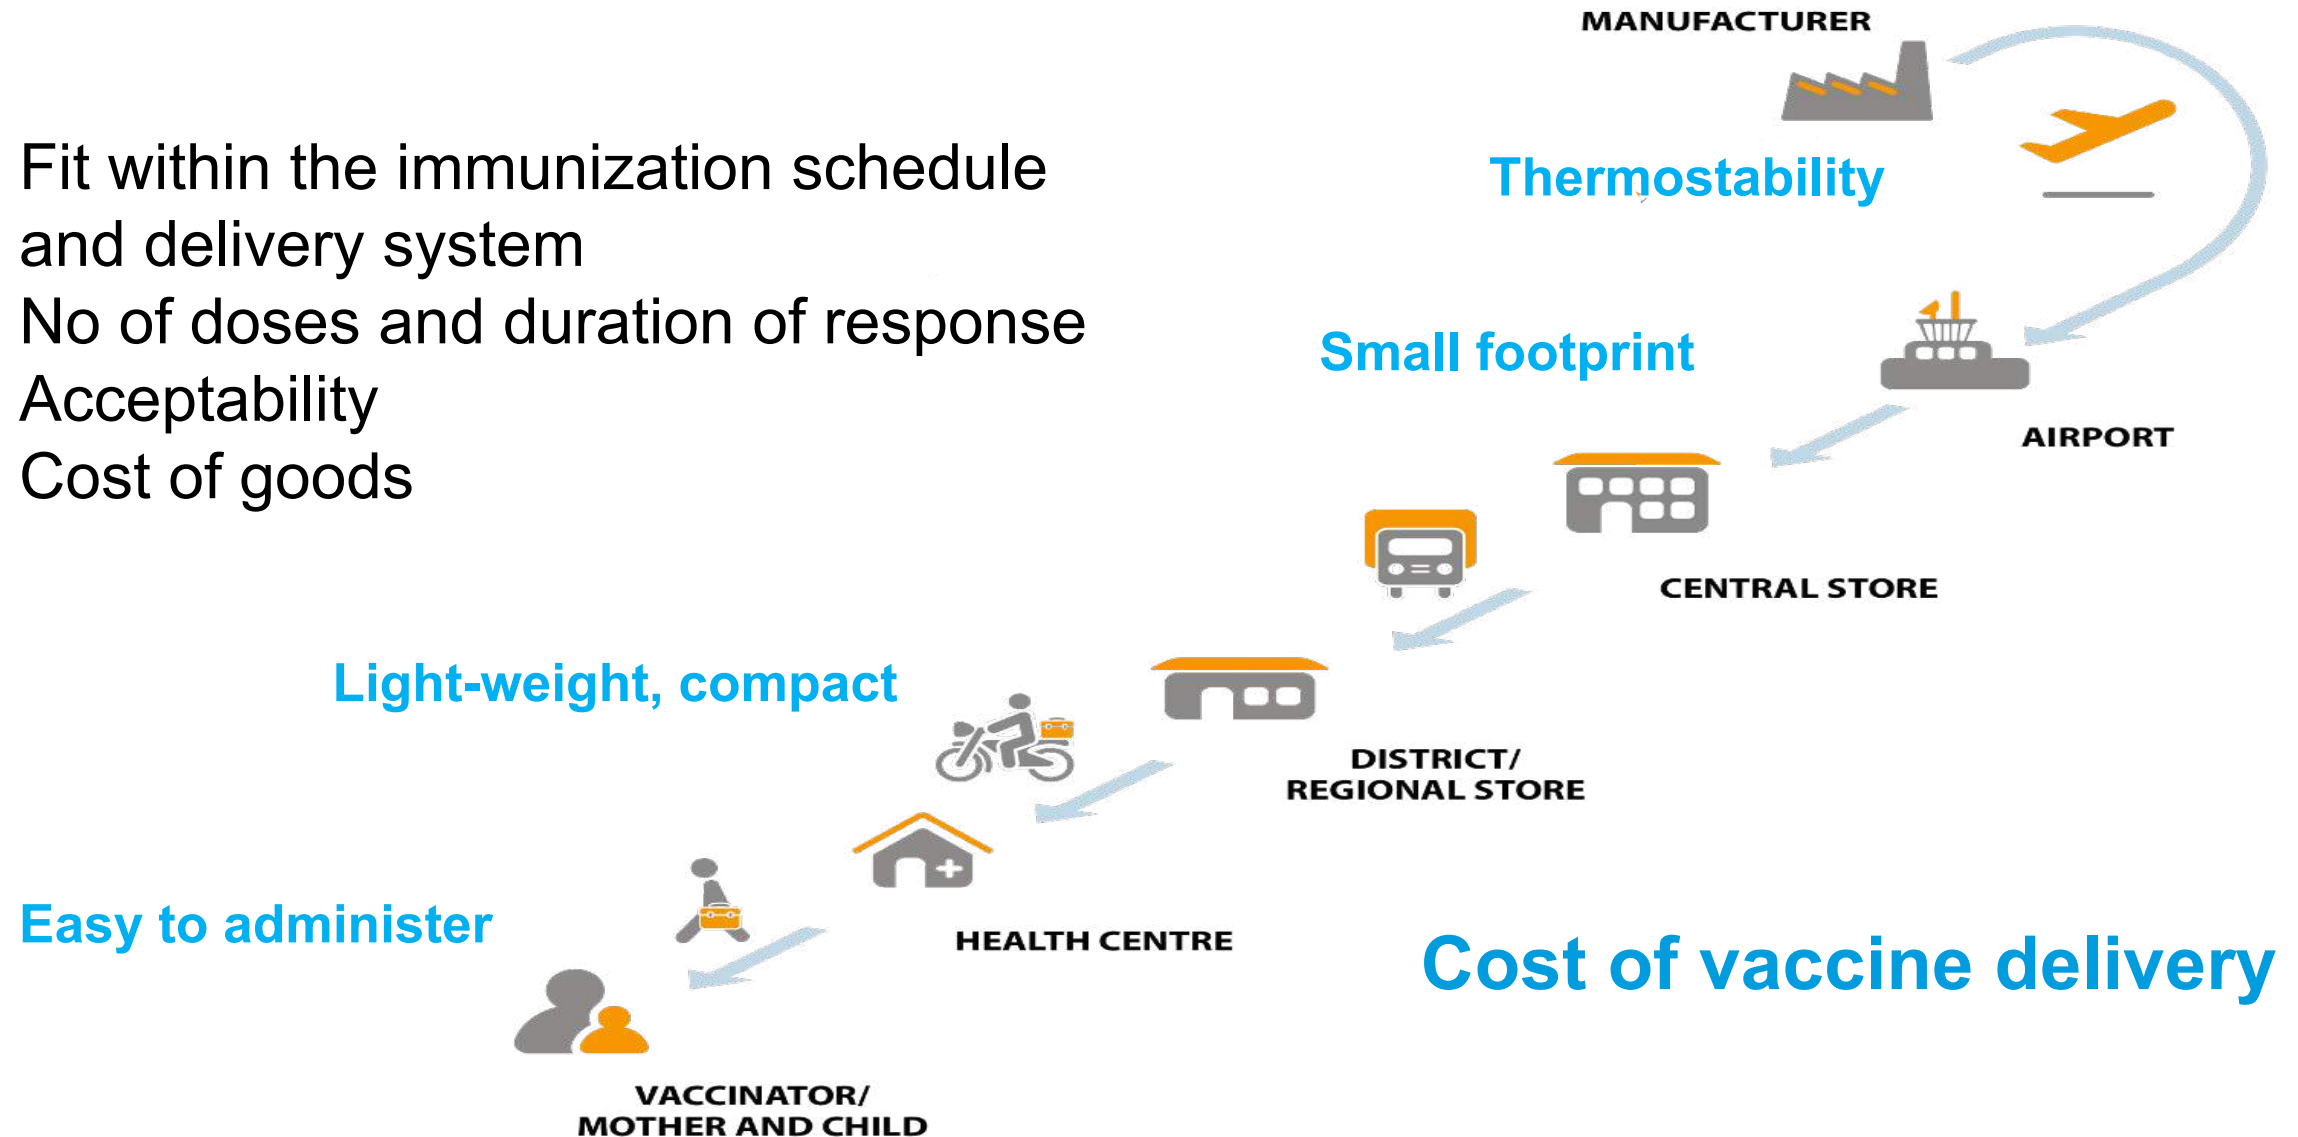 MANUFACTURER
Fit within the immunization schedule
and delivery system
No of doses and duration of response
Acceptability
Cost of goods
Thermostability
Small footprint
AIRPORT
CENTRAL STORE
Light-weight, compact
DISTRICT/
REGIONAL STORE
Easy to administer
HEALTH CENTRE
Cost of vaccine delivery
VACCINATOR/
MOTHER AND CHILD